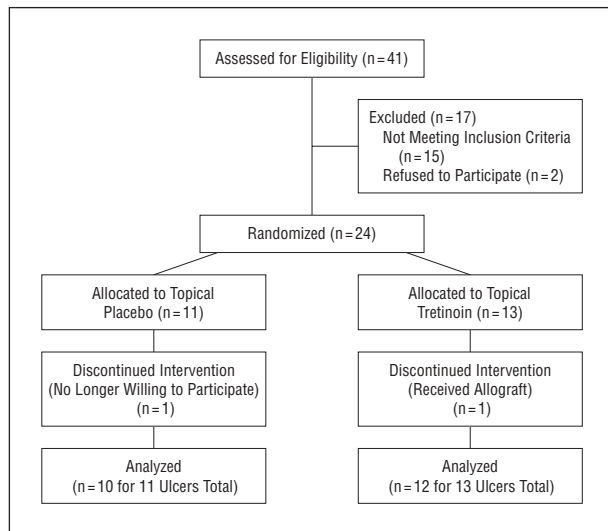 Assessed for Eligibility (n=41)
Excluded (n=17)
Not Meeting Inclusion Criteria
(n=15)
Refused to Participate (n=2)
Randomized (n=24)
Allocated to Topical
Placebo (n=11)
Allocated to Topical
Tretinoin (n=13)
Discontinued Intervention
(No Longer Willing to Participate)
(n=1)
Discontinued Intervention
(Received Allograft)
(n=1)
Analyzed
(n=10 for 11 Ulcers Total)
Analyzed
(n=12 for 13 Ulcers Total)